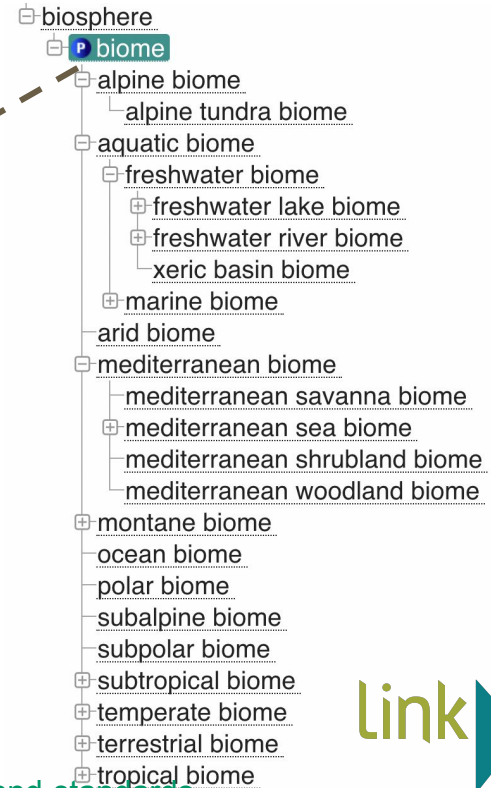 biosphere
P biome
alpine biome
alpine tundra biome
aquatic biome
freshwater biome
freshwater lake biome
freshwater river biome
xeric basin biome
marine biome
arid biome
mediterranean biome
mediterranean savanna biome
mediterranean sea biome
mediterranean shrubland biome
mediterranean woodland biome
montane biome
ocean biome
polar biome
subalpine biome
subpolar biome
subtropical biome
link
temperate biome
terrestrial biome
tropical biome